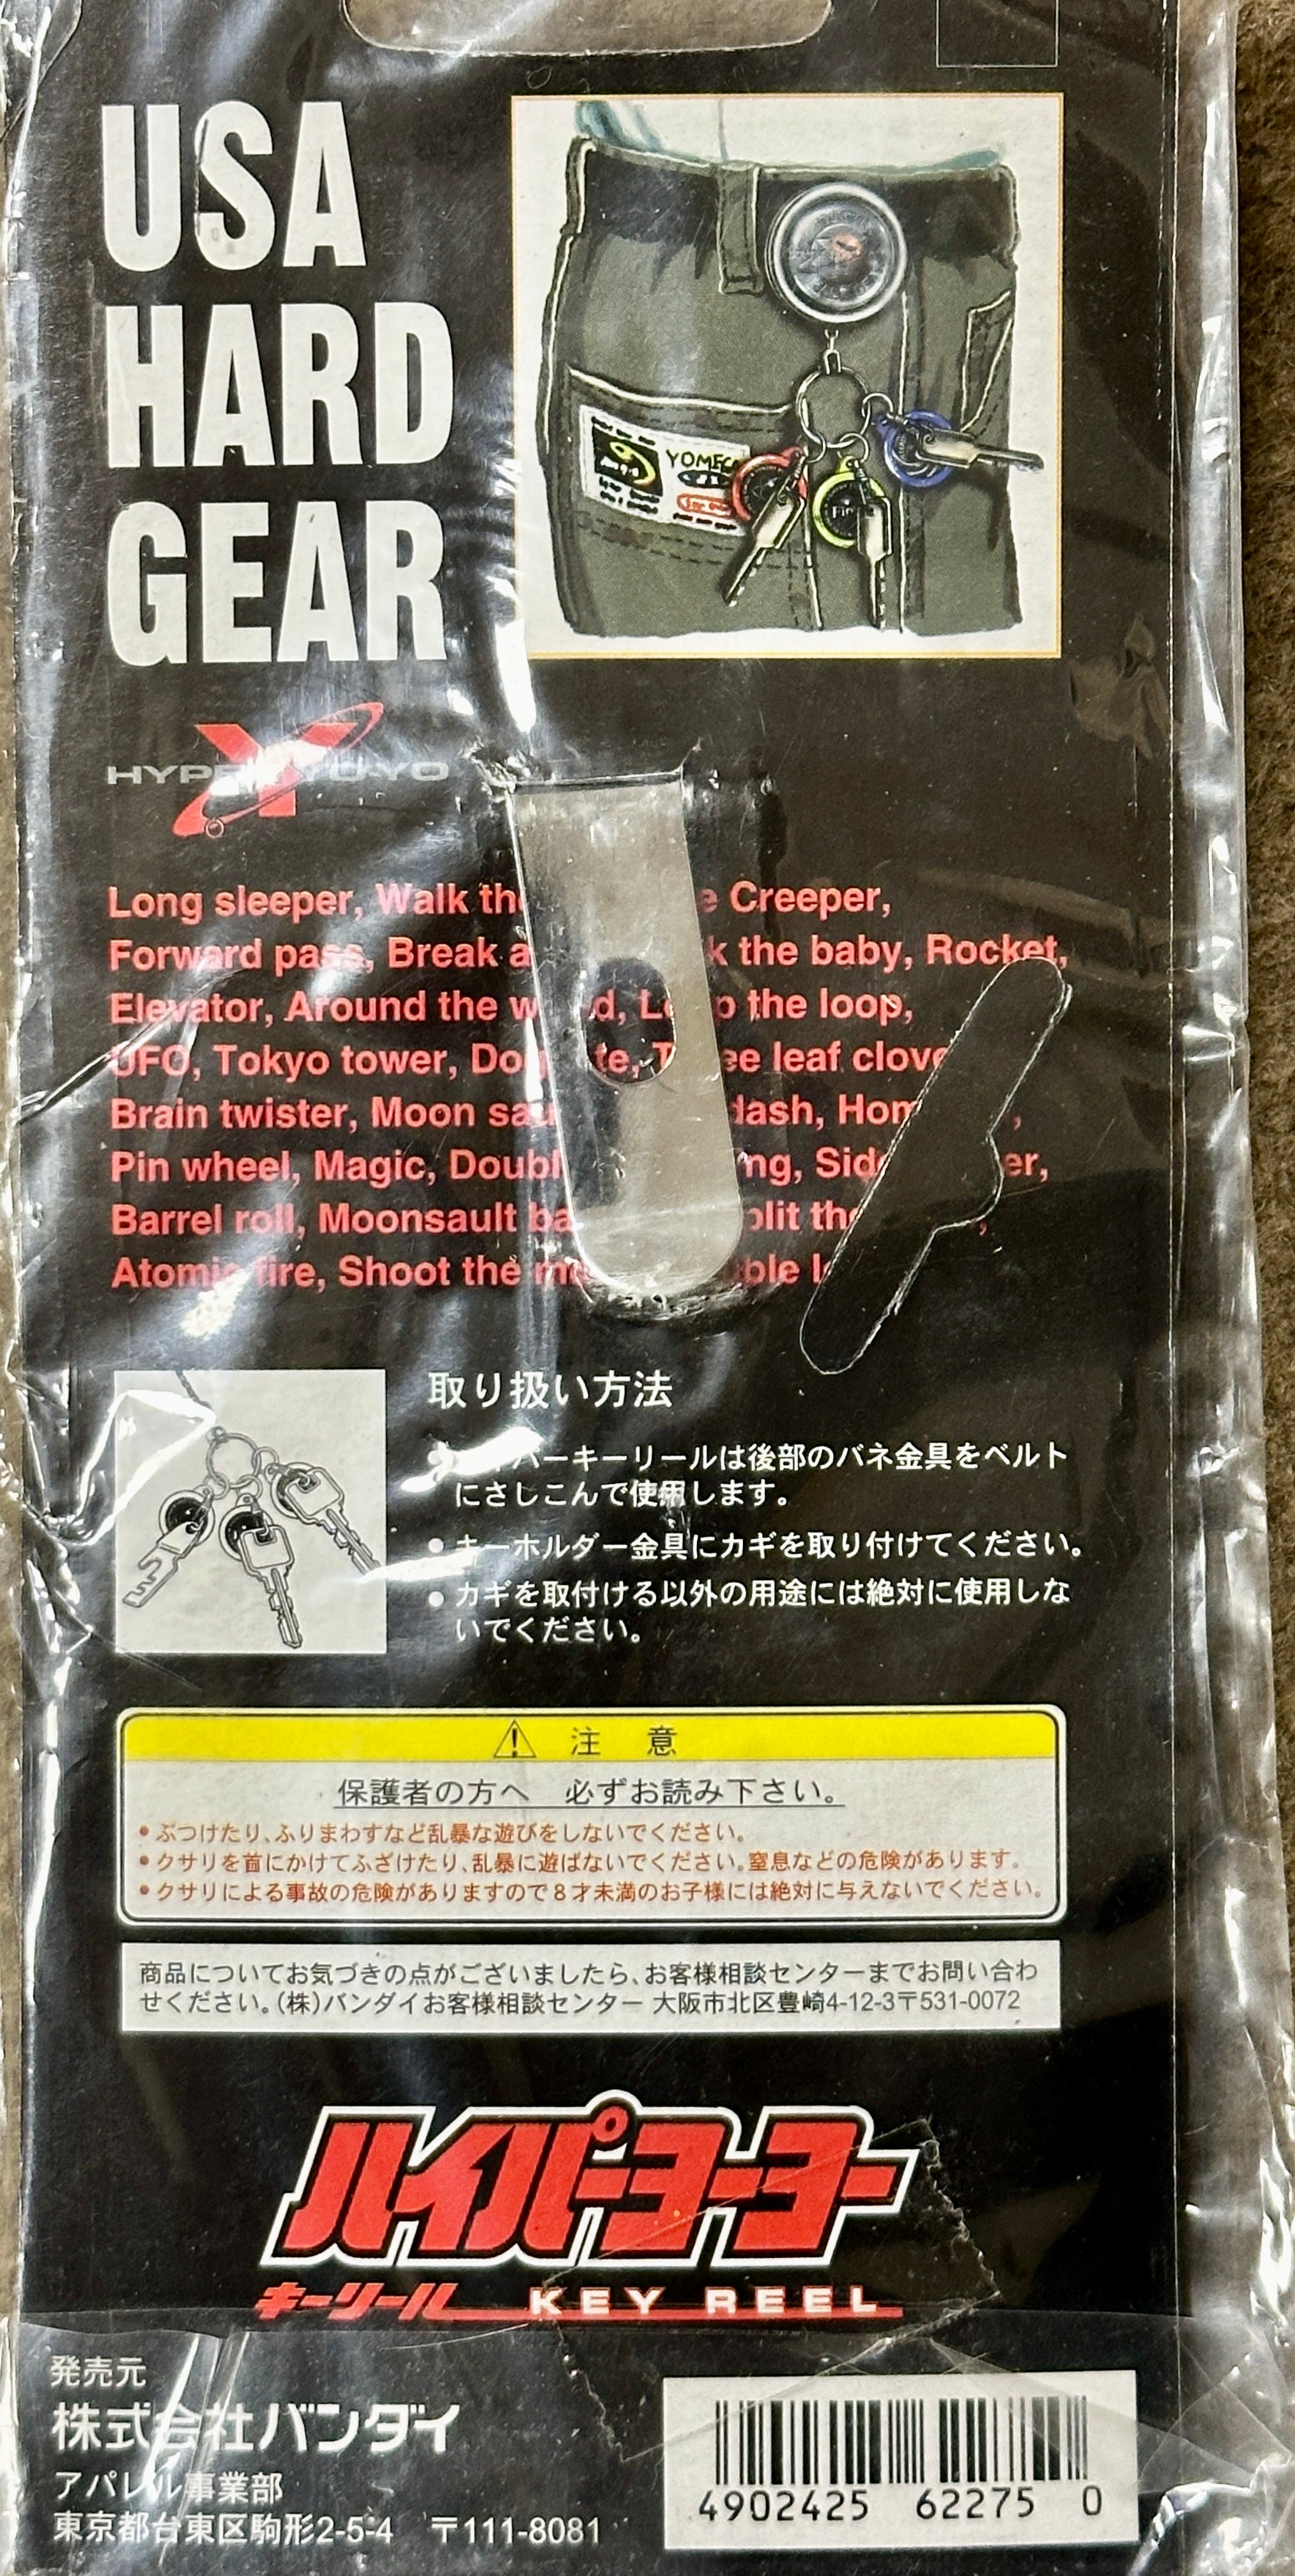 USA
HARD
GEAR
YOMEGA
HYPER YO-YO
Long sleeper, Walk Creeper,
Forward pass, Break the baby, Rocket,
Elevator, Around the world, Loop the loop,
UFO, Tokyo tower, leaf
Brain twister, Moon dash,
Pin wheel, Magic,
Barrel roll, Moonsault
Atomic fire, Shoot the
取り扱い方法
● ハイパーキーリールは後部のバネ金具をベルト
にさしこんで使用します。
● キーホルダー金具にカギを取り付けてください。
● カギを取付ける以外の用途には絶対に使用しな
いでください。
注 意
保護者の方へ 必ずお読み下さい。
• ぶつけたり、ふりまわすなど乱暴な遊びをしないでください。
• クサリを首にかけてふざけたり、乱暴に遊ばないでください。窒息などの危険があります。
• クサリによる事故の危険がありますので8才未満のお子様には絶対に与えないでください。
商品についてお気づきの点がございましたら、お客様相談センターまでお問い合わ
せください。(株)バンダイお客様相談センター 大阪市北区豊崎4-12-3〒531-0072
ハイパーヨーヨー
キーリール KEY REEL
発売元
株式会社バンダイ
アパレル事業部
東京都台東区駒形2-5-4 〒111-8081
4902425 62275 0